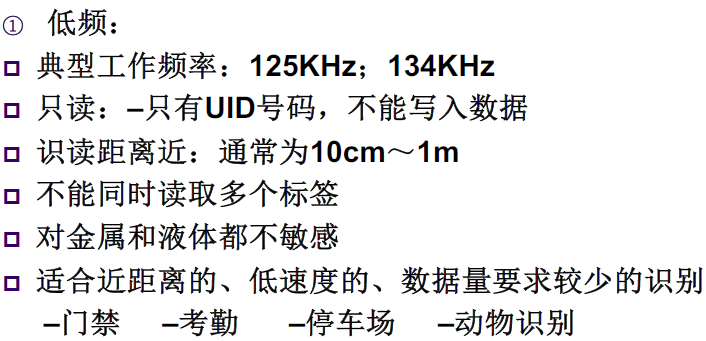 ① 低频：
典型工作频率：125KHz；134KHz
只读：–只有UID号码，不能写入数据
识读距离近：通常为10cm～1m
不能同时读取多个标签
对金属和液体都不敏感
适合近距离的、低速度的、数据量要求较少的识别
–门禁 –考勤 –停车场 –动物识别